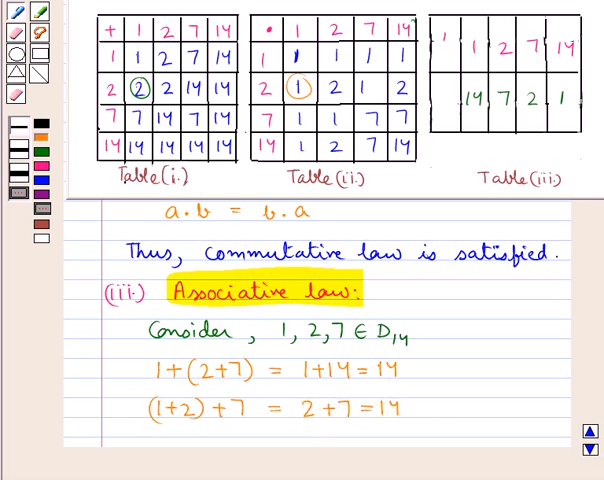 + 1 2 7 14
1 1 2 7 14
2 2 2 14 14
7 7 14 7 14
14 14 14 14 14
Table(i.)
• 1 2 7 14
1 1 1 1 1
2 1 2 1 2
7 1 1 7 7
14 1 2 7 14
Table(ii.)
' 1 2 7 14
14 7 2 1
Table(iii.)
a . b = b . a
Thus, commutative law is satisfied.
(iii.) Associative law:
Consider, 1, 2, 7 ∈ D₁₄
1+(2+7) = 1+14 = 14
(1+2)+7 = 2+7 = 14